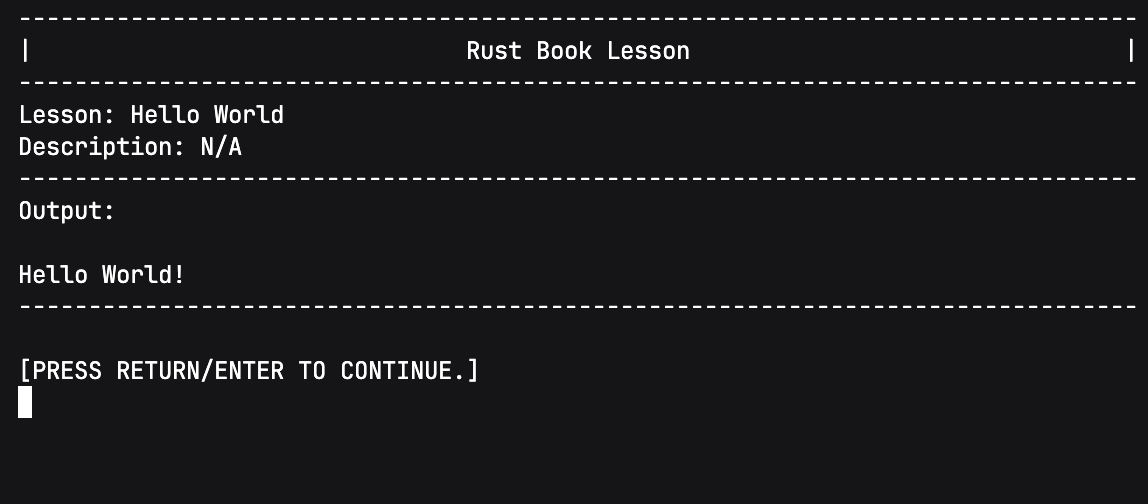 --------------------------------------------------------------------------------
|                               Rust Book Lesson                               |
--------------------------------------------------------------------------------
Lesson: Hello World
Description: N/A
--------------------------------------------------------------------------------
Output:

Hello World!
--------------------------------------------------------------------------------

[PRESS RETURN/ENTER TO CONTINUE.]